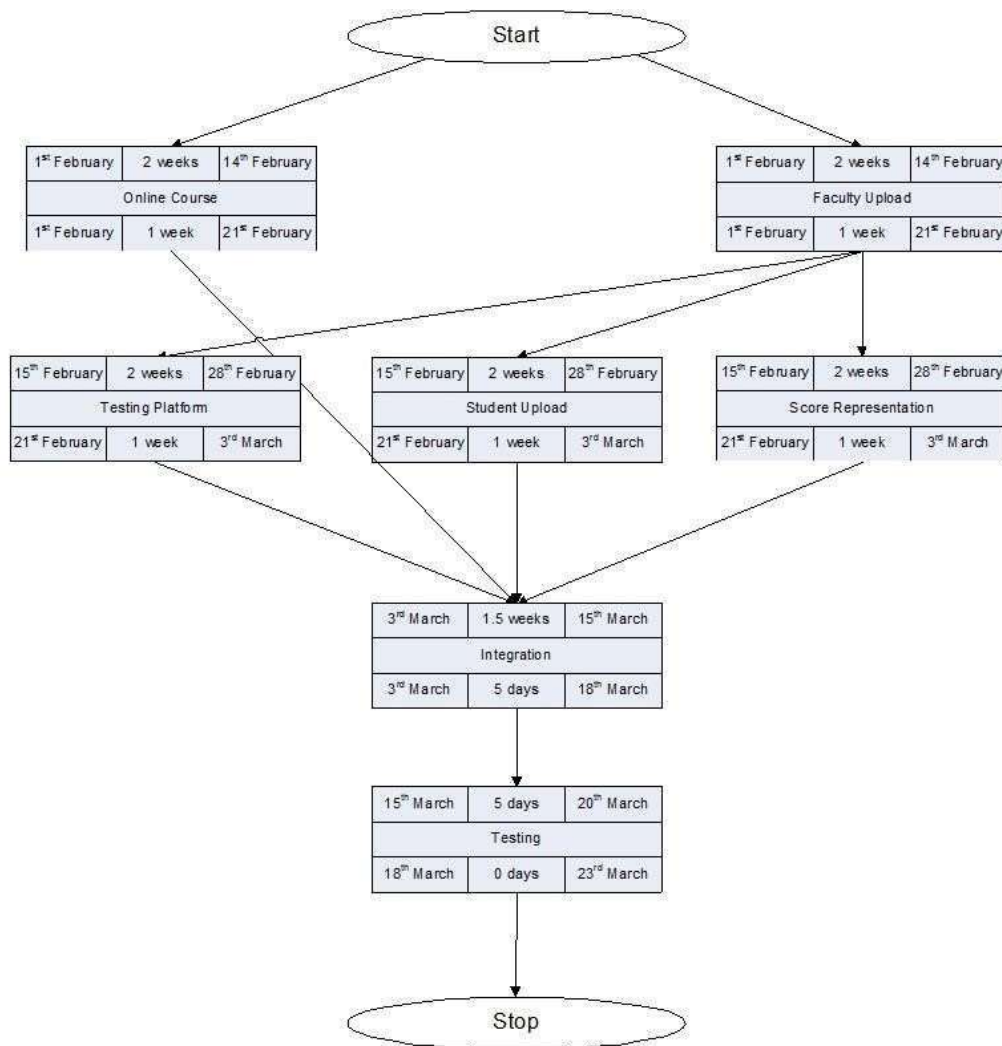 Start
1st February 2 weeks 14th February
Online Course
1st February 1 week 21st February
1st February 2 weeks 14th February
Faculty Upload
1st February 1 week 21st February
15th February 2 weeks 28th February
Testing Platform
21st February 1 week 3rd March
15th February 2 weeks 28th February
Student Upload
21st February 1 week 3rd March
15th February 2 weeks 28th February
Score Representation
21st February 1 week 3rd March
3rd March 1.5 weeks 15th March
Integration
3rd March 5 days 18th March
15th March 5 days 20th March
Testing
18th March 0 days 23rd March
Stop